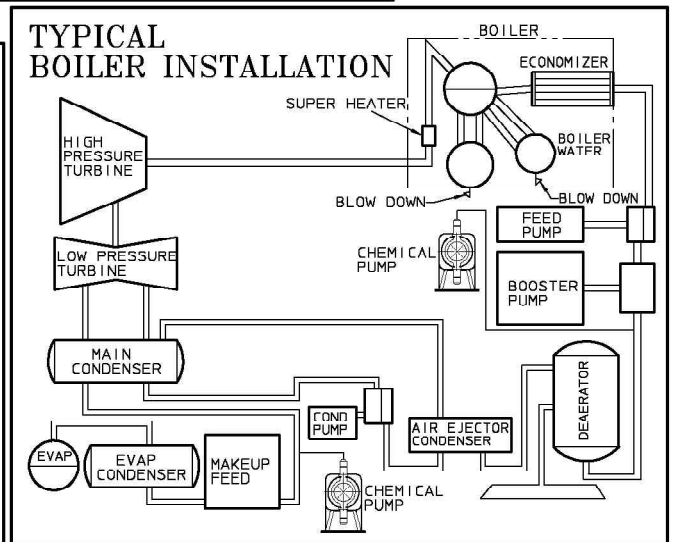 TYPICAL
BOILER INSTALLATION
BOILER
ECONOMIZER
SUPER HEATER
HIGH
PRESSURE
TURBINE
BOILER
WATER
BLOW DOWN
BLOW DOWN
FEED
PUMP
CHEMICAL
PUMP
LOW PRESSURE
TURBINE
BOOSTER
PUMP
MAIN
CONDENSER
DEAERATOR
COND
PUMP
AIR EJECTOR
CONDENSER
EVAP
EVAP
CONDENSER
MAKEUP
FEED
CHEMICAL
PUMP